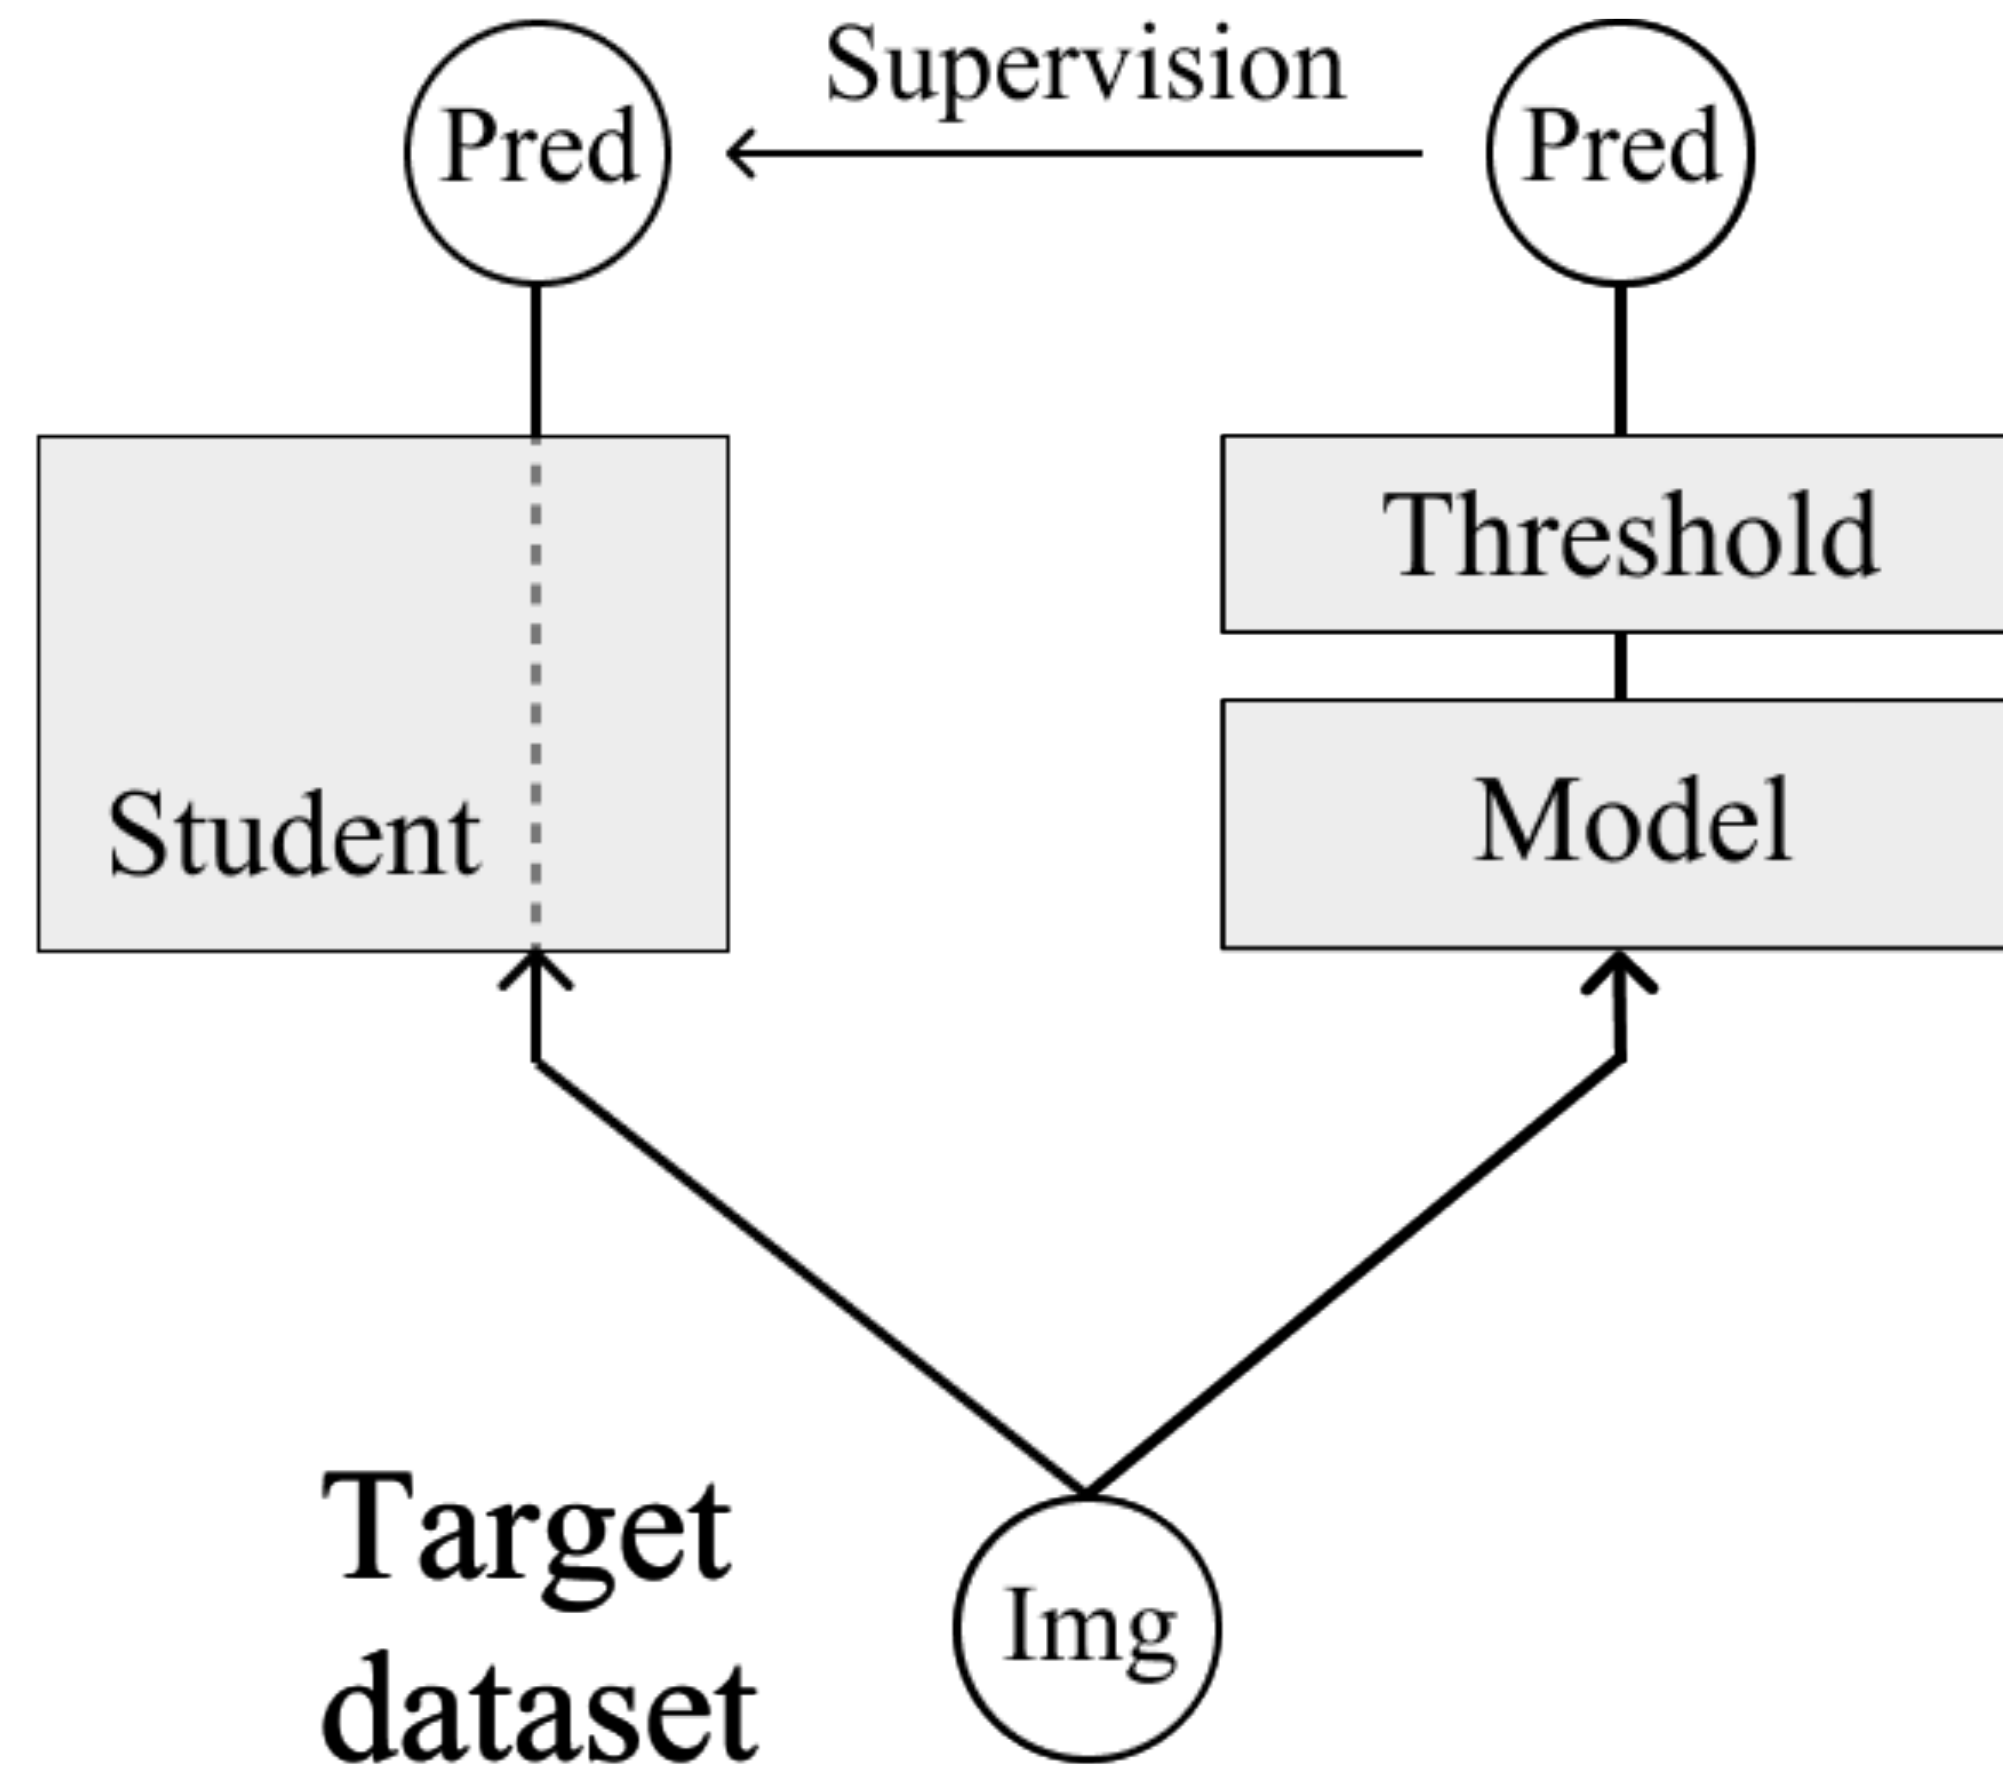 Supervision
Pred
Pred
Threshold
Model
Student
Target
dataset
Img